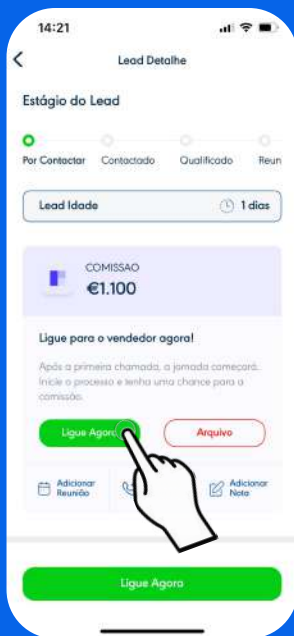 14:21
Lead Detalhe
Estágio do Lead
Por Contactar Contactado Qualificado Reun
Lead Idade 1 dias
COMISSAO
€1.100
Ligue para o vendedor agora!
Após a primeira chamada, a jornada começará.
Inicie o processo e tenha uma chance para a
comissão.
Ligue Agora Arquivo
Adicionar
Reunião
Adicionar
Nota
Ligue Agora